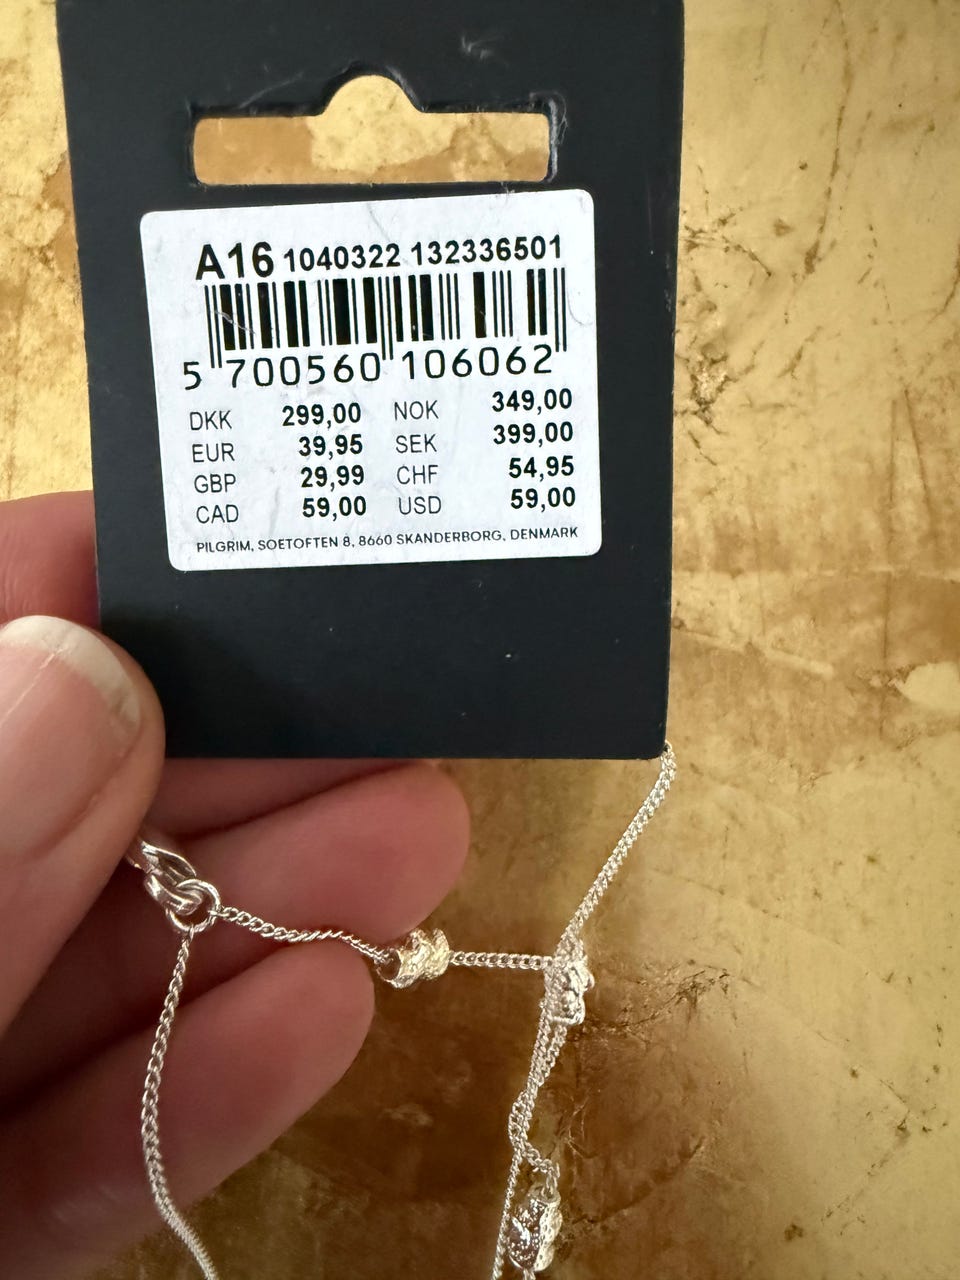 A16 1040322 132336501
5 700560 106062
DKK 299,00 NOK 349,00
EUR 39,95 SEK 399,00
GBP 29,99 CHF 54,95
CAD 59,00 USD 59,00
PILGRIM, SOETOFTEN 8, 8660 SKANDERBORG, DENMARK